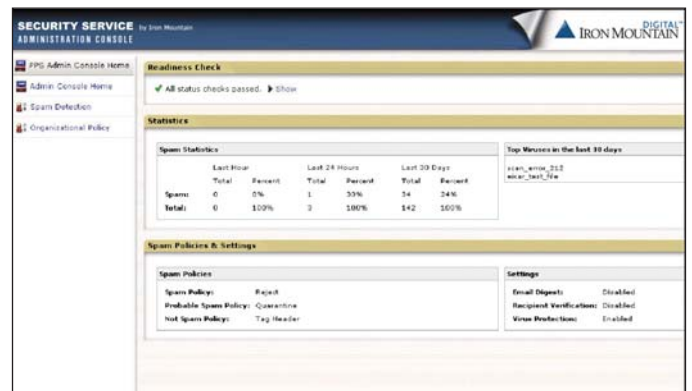 SECURITY SERVICE by Iron Mountain
ADMINISTRATION CONSOLE
DIGITAL™
IRON MOUNTAIN
PPG Admin Console Home
Admin Console Home
Spam Detection
Organizational Policy
Readiness Check
All status checks passed. Show
Statistics
Spam Statistics
Last Hour Last 24 Hours Last 30 Days
Total Percent Total Percent Total Percent
Spam: 0 0% 1 33% 34 24%
Total: 0 100% 3 100% 142 100%
Top Viruses in the last 30 days
scan_error_212
eicar_test_file
Spam Policies & Settings
Spam Policies
Spam Policy: Reject
Probable Spam Policy: Quarantine
Not Spam Policy: Tag Header
Settings
Email Digest: Disabled
Recipient Verification: Disabled
Virus Protection: Enabled